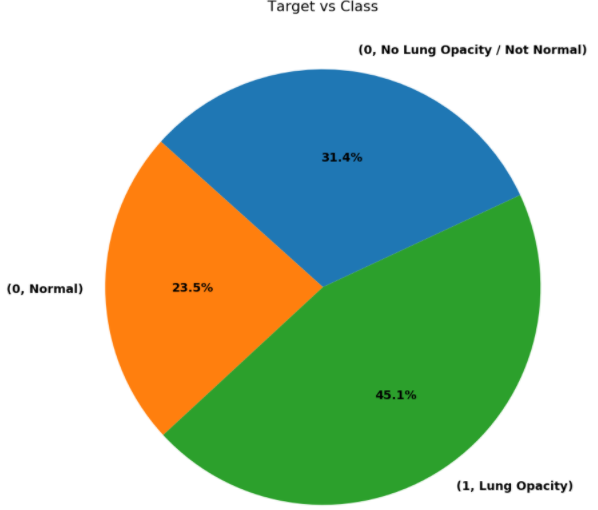 Target vs Class
(0, No Lung Opacity / Not Normal)
31.4%
(0, Normal)
23.5%
45.1%
(1, Lung Opacity)